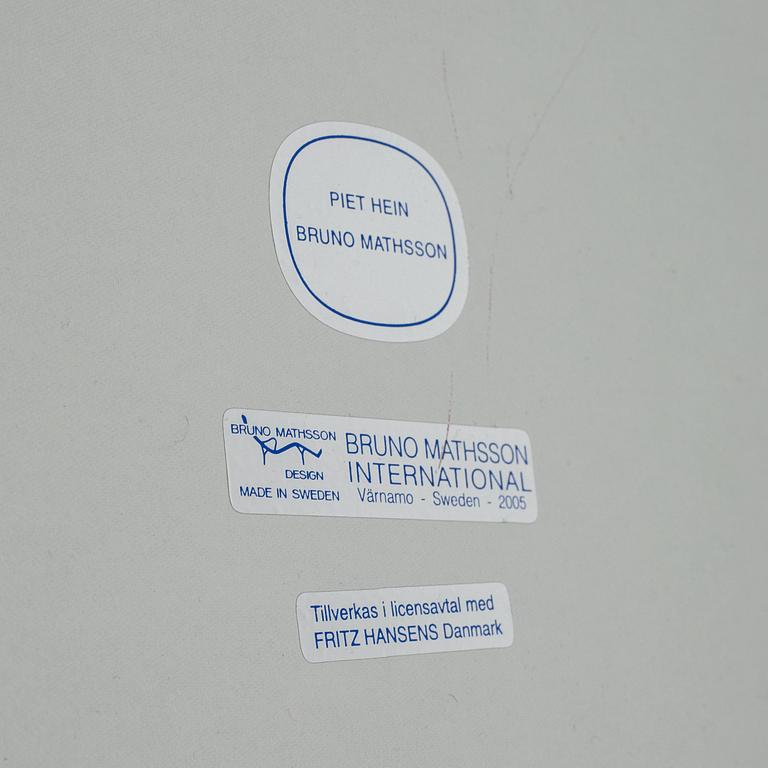 PIET HEIN
BRUNO MATHSSON
BRUNO MATHSSON
DESIGN
MADE IN SWEDEN
BRUNO MATHSSON
INTERNATIONAL
Värnamo - Sweden - 2005
Tillverkas i licensavtal med
FRITZ HANSENS Danmark